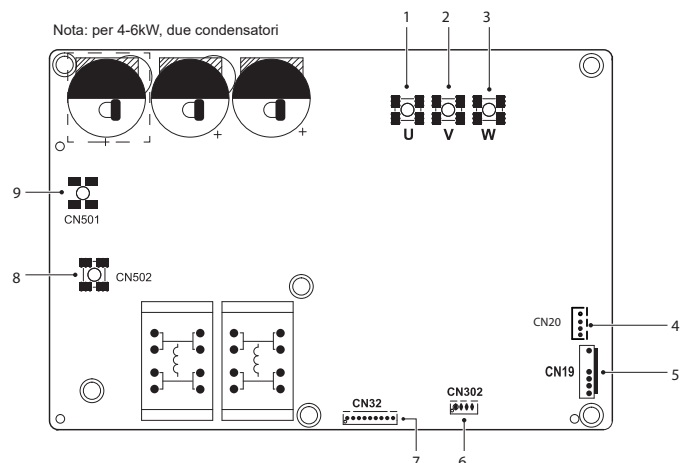 Nota: per 4-6kW, due condensatori
1 2 3
U V W
9
CN501
8
CN502
CN20
4
CN19
5
CN302
CN32
7 6